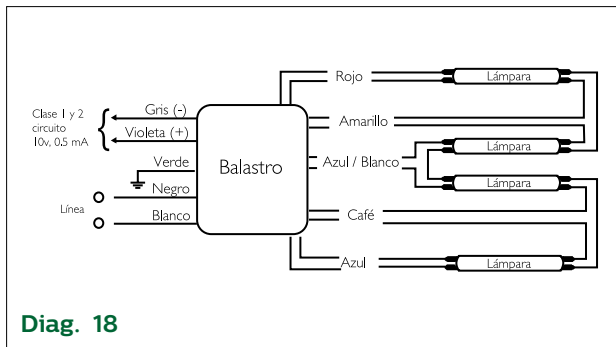 Rojo
Lámpara
Clase 1 y 2
circuito
10v, 0.5 mA
Gris (-)
Violeta (+)
Amarillo
Verde
Balastro
Azul / Blanco
Lámpara
Lámpara
Línea
Negro
Blanco
Café
Azul
Lámpara
Diag. 18